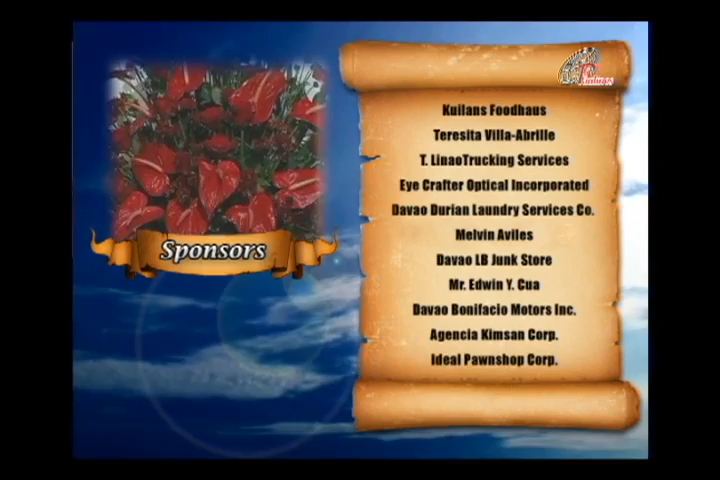 Sponsors
Kuilans Foodhaus
Teresita Villa-Abrille
T. LinaoTrucking Services
Eye Crafter Optical Incorporated
Davao Durian Laundry Services Co.
Melvin Aviles
Davao LB Junk Store
Mr. Edwin Y. Cua
Davao Bonifacio Motors Inc.
Agencia Kimsan Corp.
Ideal Pawnshop Corp.